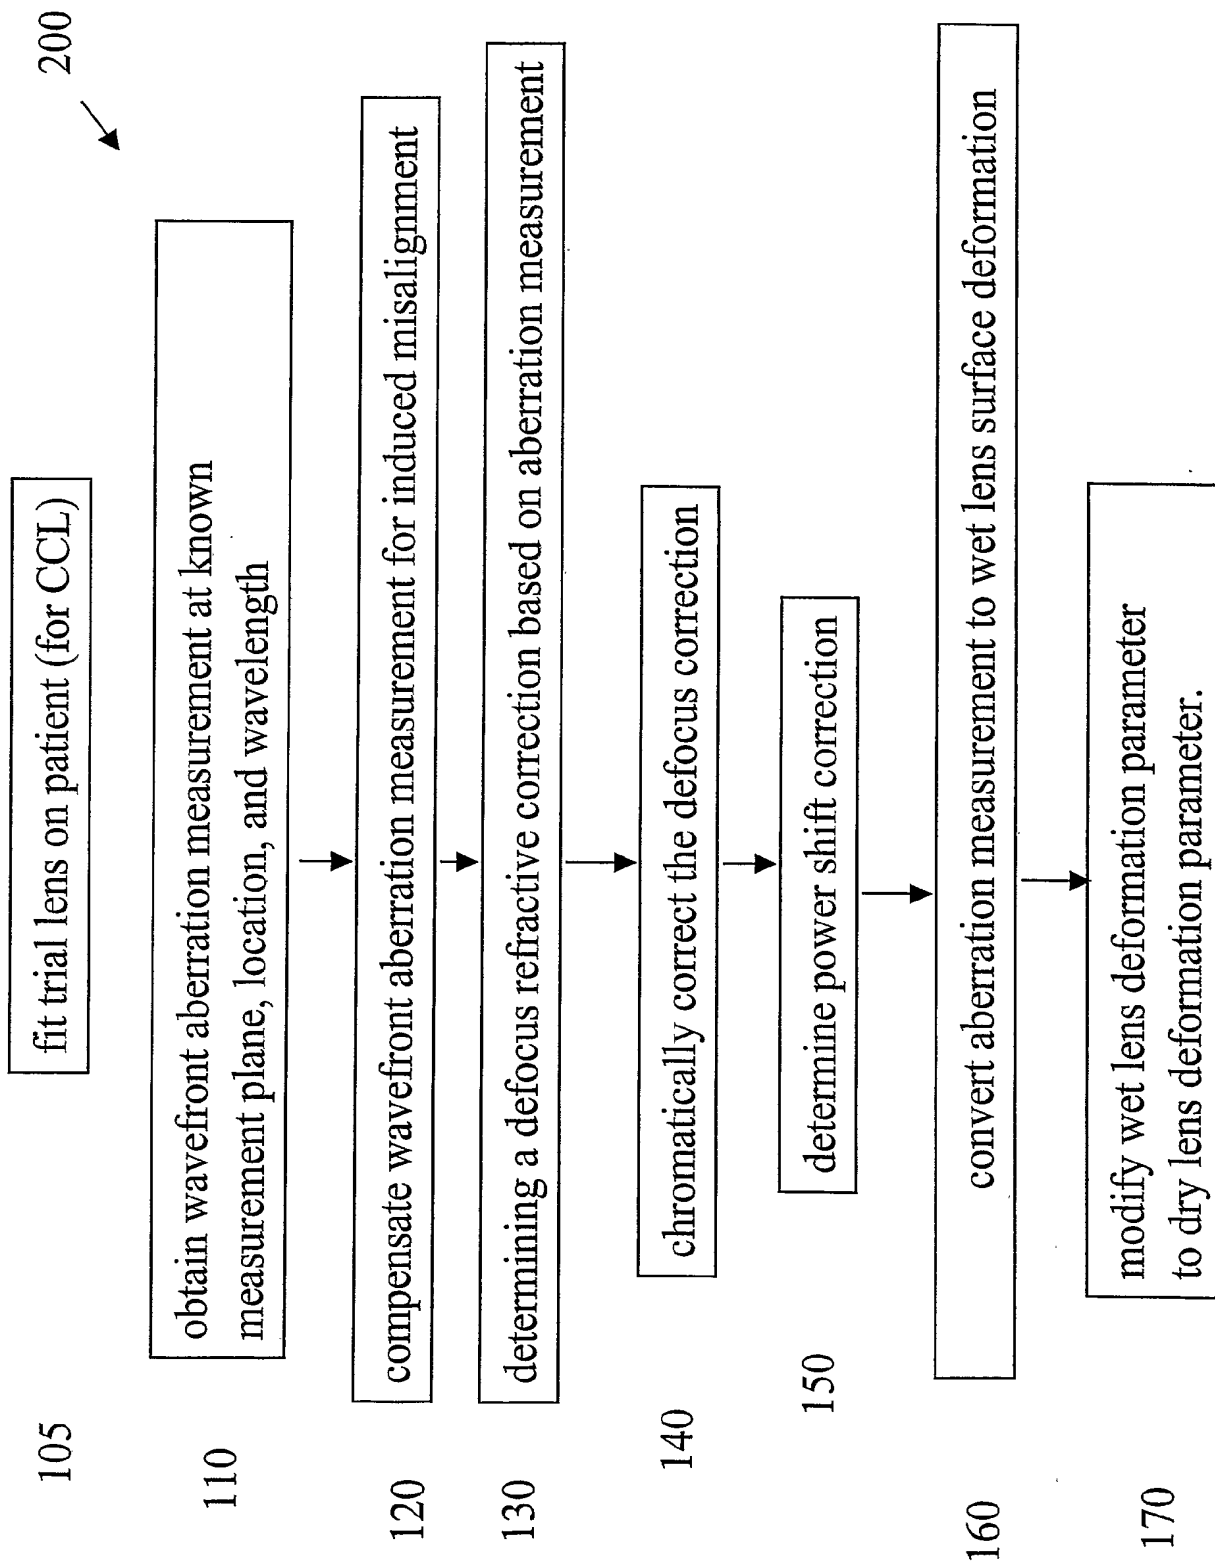 200
105
fit trial lens on patient (for CCL)
110
obtain wavefront aberration measurement at known
measurement plane, location, and wavelength
120
compensate wavefront aberration measurement for induced misalignment
130
determining a defocus refractive correction based on aberration measurement
140
chromatically correct the defocus correction
150
determine power shift correction
160
convert aberration measurement to wet lens surface deformation
170
modify wet lens deformation parameter
to dry lens deformation parameter.